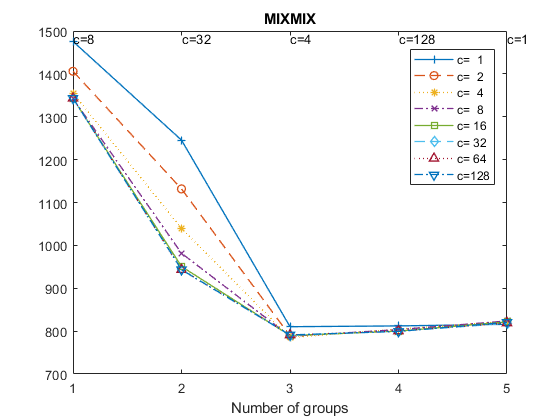 MIXMIX
c=8 c=32 c=4 c=128 c=1
1500
1400
1300
1200
1100
1000
900
800
700
c= 1
c= 2
c= 4
c= 8
c= 16
c= 32
c= 64
c=128
1 2 3 4 5
Number of groups